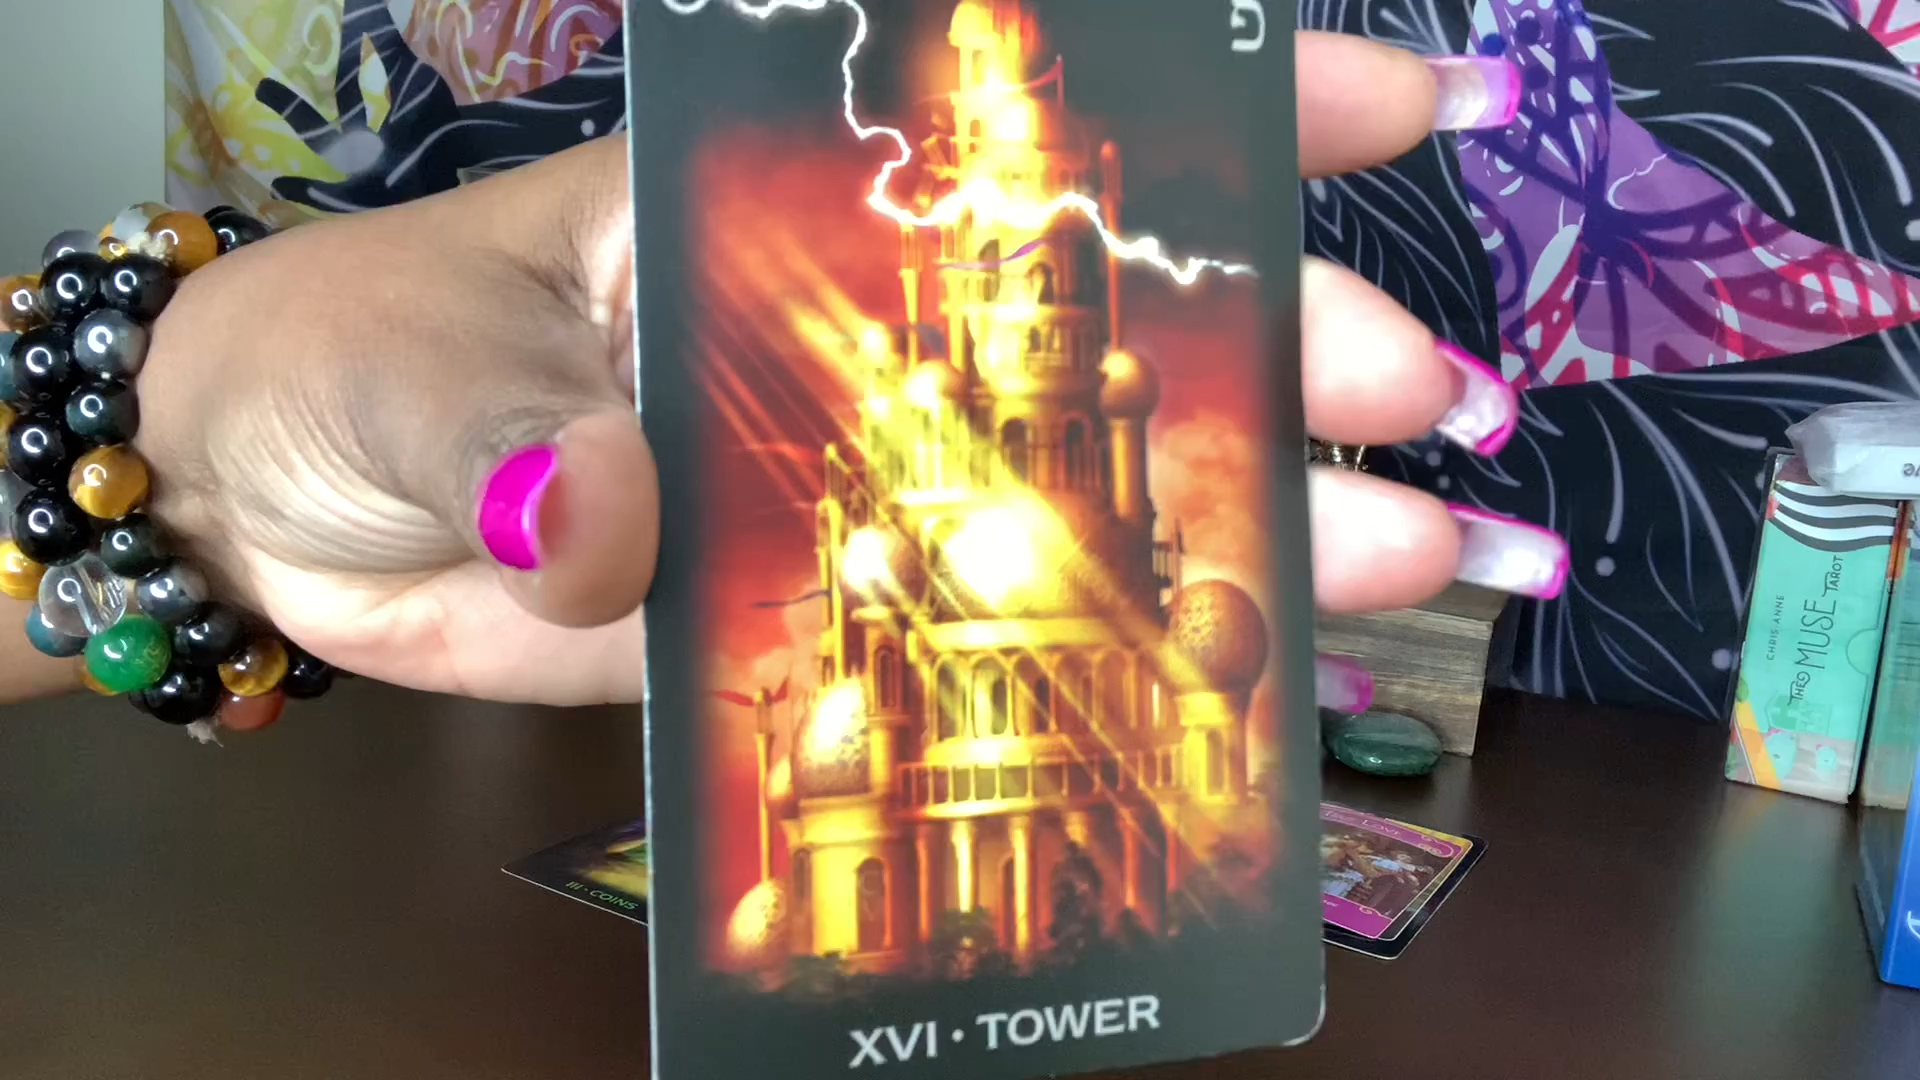 פ
XVI · TOWER
III · COINS
CHRIS-ANNE
THE MUSE TAROT